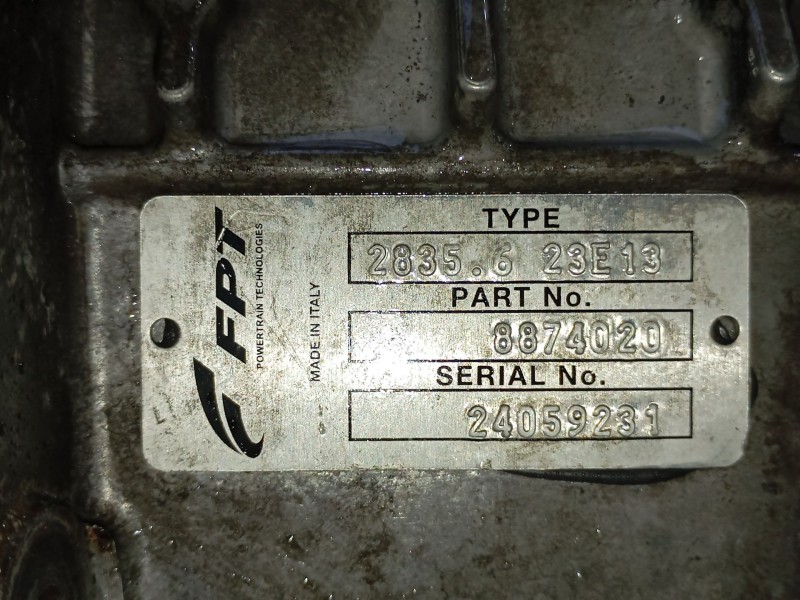 FPT
POWERTRAIN TECHNOLOGIES
MADE IN ITALY
TYPE
2835.6 23E13
PART No.
8874020
SERIAL No.
24059231